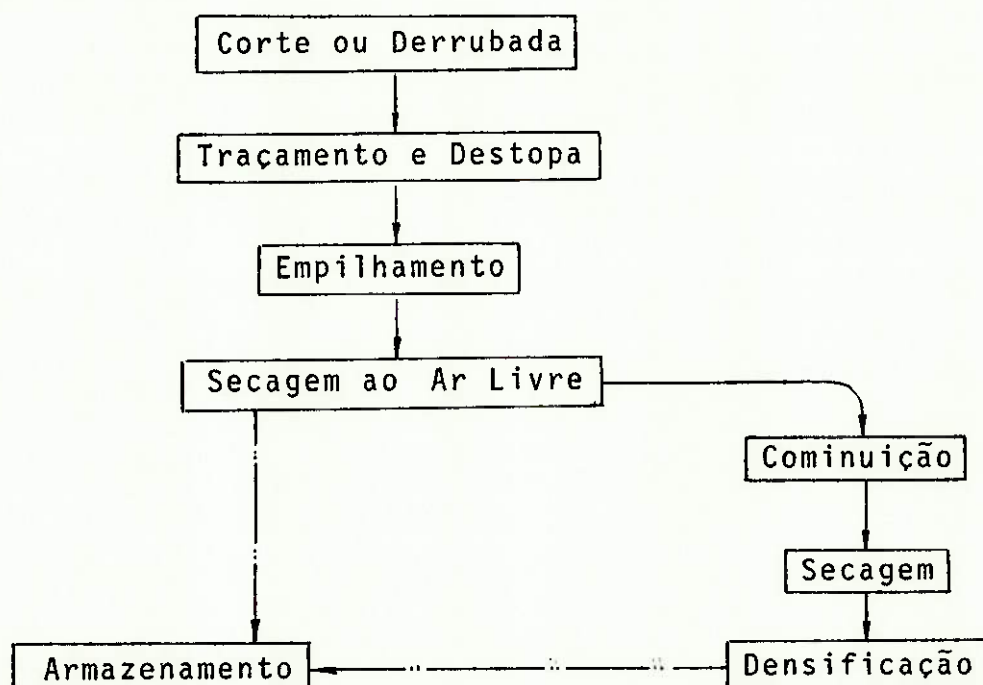 Corte ou Derrubada
Traçamento e Destopa
Empilhamento
Secagem ao Ar Livre
Cominuição
Secagem
Armazenamento
Densificação